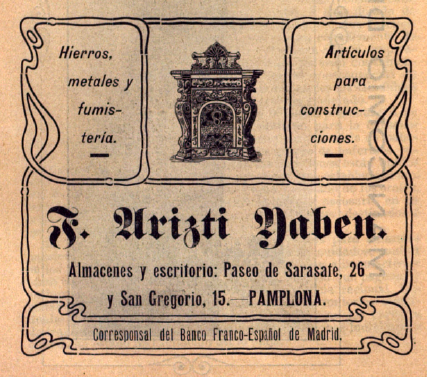 Hierros,
metales y
fumis-
tería.
Artículos
para
construc-
ciones.
F. Arizti Yaben.
Almacenes y escritorio: Paseo de Sarasate, 26
y San Gregorio, 15.—PAMPLONA.
Corresponsal del Banco Franco-Español de Madrid.